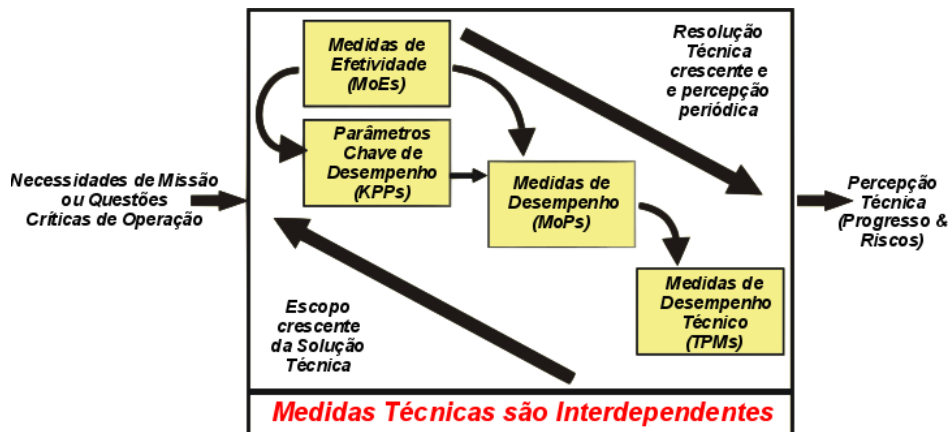 Medidas de
Efetividade
(MoEs)
Resolução
Técnica
crescente e
e percepção
periódica
Parâmetros
Chave de
Desempenho
(KPPs)
Necessidades de Missão
ou Questões
Críticas de Operação
Medidas de
Desempenho
(MoPs)
Percepção
Técnica
(Progresso &
Riscos)
Medidas de
Desempenho
Técnico
(TPMs)
Escopo
crescente
da Solução
Técnica
Medidas Técnicas são Interdependentes